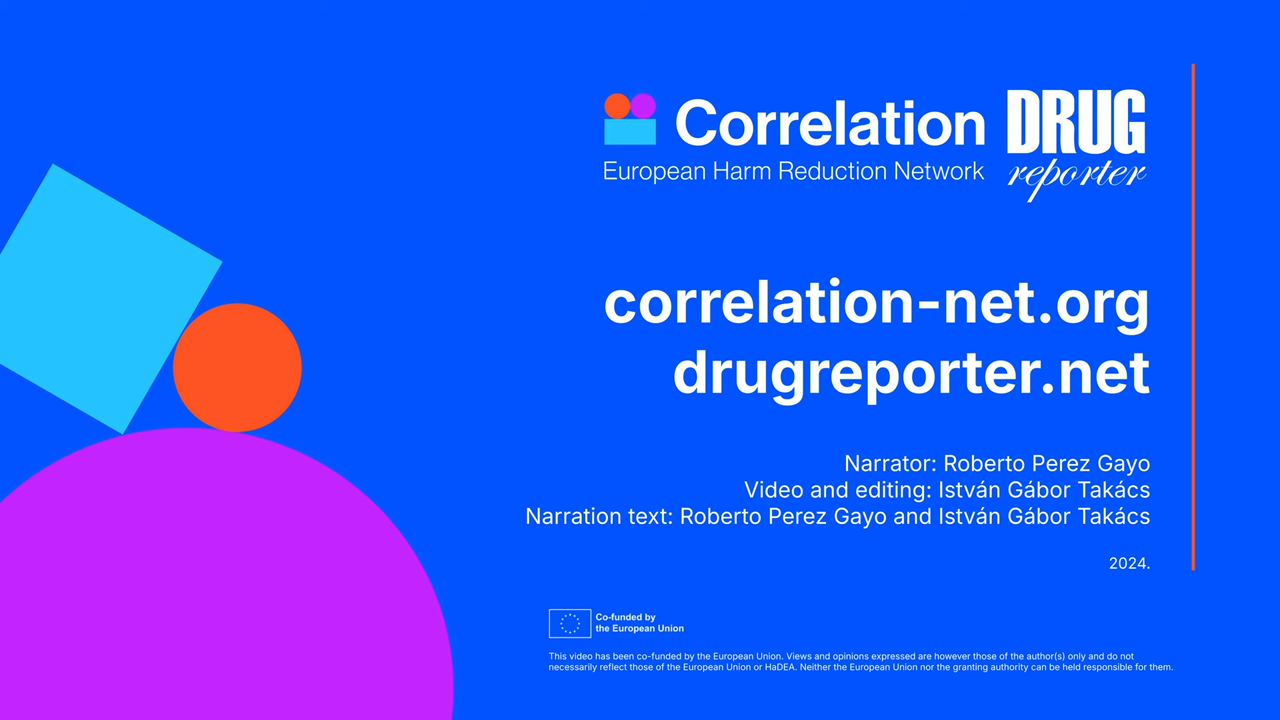 Correlation
European Harm Reduction Network
DRUG
reporter
correlation-net.org
drugreporter.net
Narrator: Roberto Perez Gayo
Video and editing: István Gábor Takács
Narration text: Roberto Perez Gayo and István Gábor Takács
2024.
Co-funded by
the European Union
This video has been co-funded by the European Union. Views and opinions expressed are however those of the author(s) only and do not
necessarily reflect those of the European Union or HaDEA. Neither the European Union nor the granting authority can be held responsible for them.